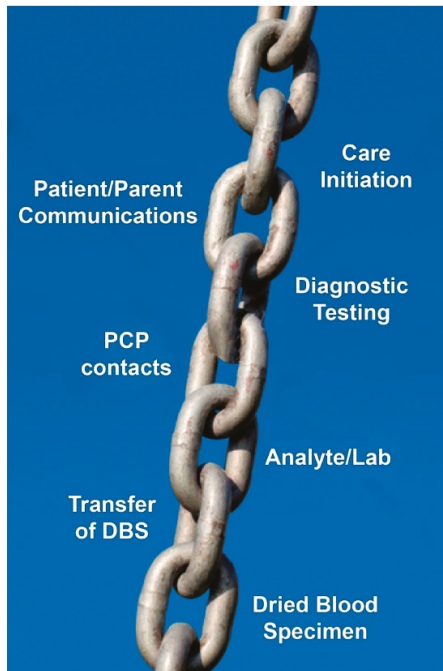 Care
Initiation
Patient/Parent
Communications
Diagnostic
Testing
PCP
contacts
Analyte/Lab
Transfer
of DBS
Dried Blood
Specimen